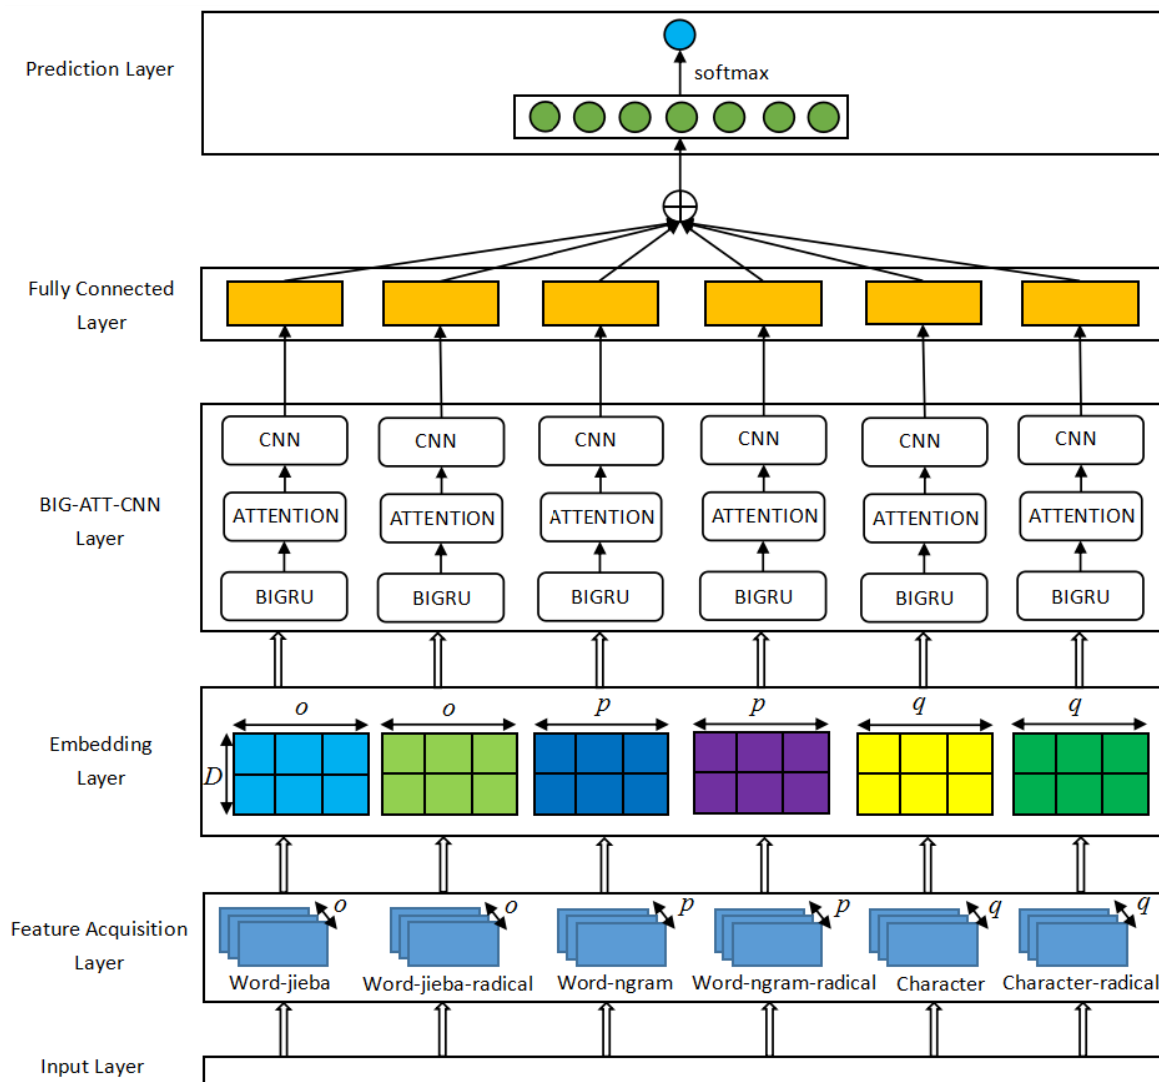 Prediction Layer
softmax
Fully Connected
Layer
CNN CNN CNN CNN CNN CNN
BIG-ATT-CNN
Layer
ATTENTION ATTENTION ATTENTION ATTENTION ATTENTION ATTENTION
BIGRU BIGRU BIGRU BIGRU BIGRU BIGRU
o o p p q q
Embedding
Layer
D
o o p p q q
Feature Acquisition
Layer
Word-jieba Word-jieba-radical Word-ngram Word-ngram-radical Character Character-radical
Input Layer